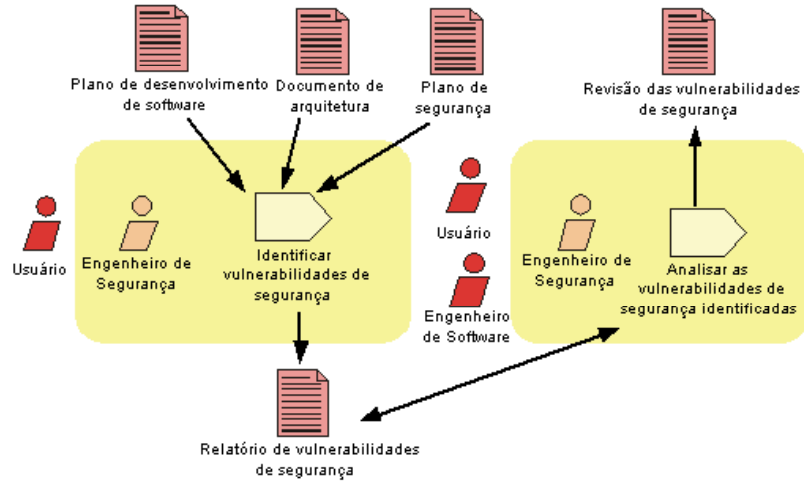 Plano de desenvolvimento
de software
Documento de
arquitetura
Plano de
segurança
Revisão das vulnerabilidades
de segurança
Usuário
Engenheiro de
Segurança
Identificar
vulnerabilidades de
segurança
Usuário
Engenheiro
de Software
Engenheiro de
Segurança
Analisar as
vulnerabilidades de
segurança identificadas
Relatório de vulnerabilidades
de segurança